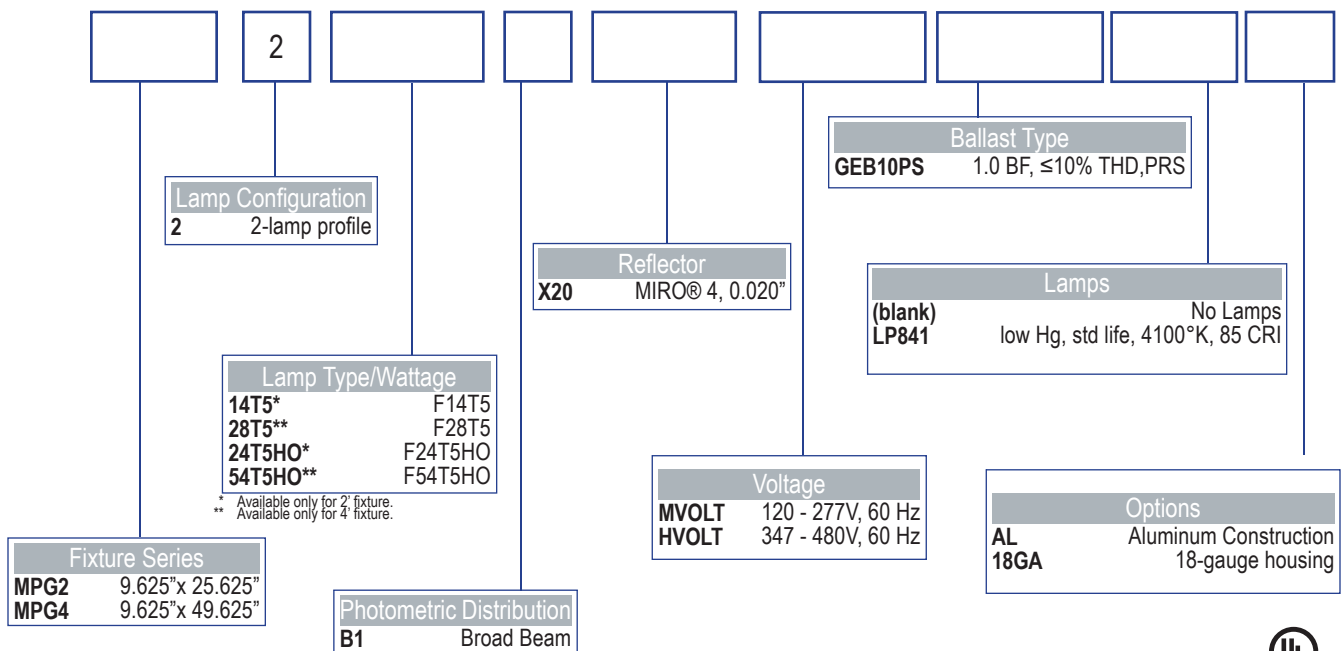 2
Ballast Type
GEB10PS 1.0 BF, ≤10% THD,PRS
Lamp Configuration
2 2-lamp profile
Reflector
X20 MIRO® 4, 0.020”
Lamps
(blank) No Lamps
LP841 low Hg, std life, 4100°K, 85 CRI
Lamp Type/Wattage
14T5* F14T5
28T5** F28T5
24T5HO* F24T5HO
54T5HO** F54T5HO
* Available only for 2’ fixture.
** Available only for 4’ fixture.
Voltage
MVOLT 120 - 277V, 60 Hz
HVOLT 347 - 480V, 60 Hz
Options
AL Aluminum Construction
18GA 18-gauge housing
Fixture Series
MPG2 9.625”x 25.625”
MPG4 9.625”x 49.625”
Photometric Distribution
B1 Broad Beam
UL